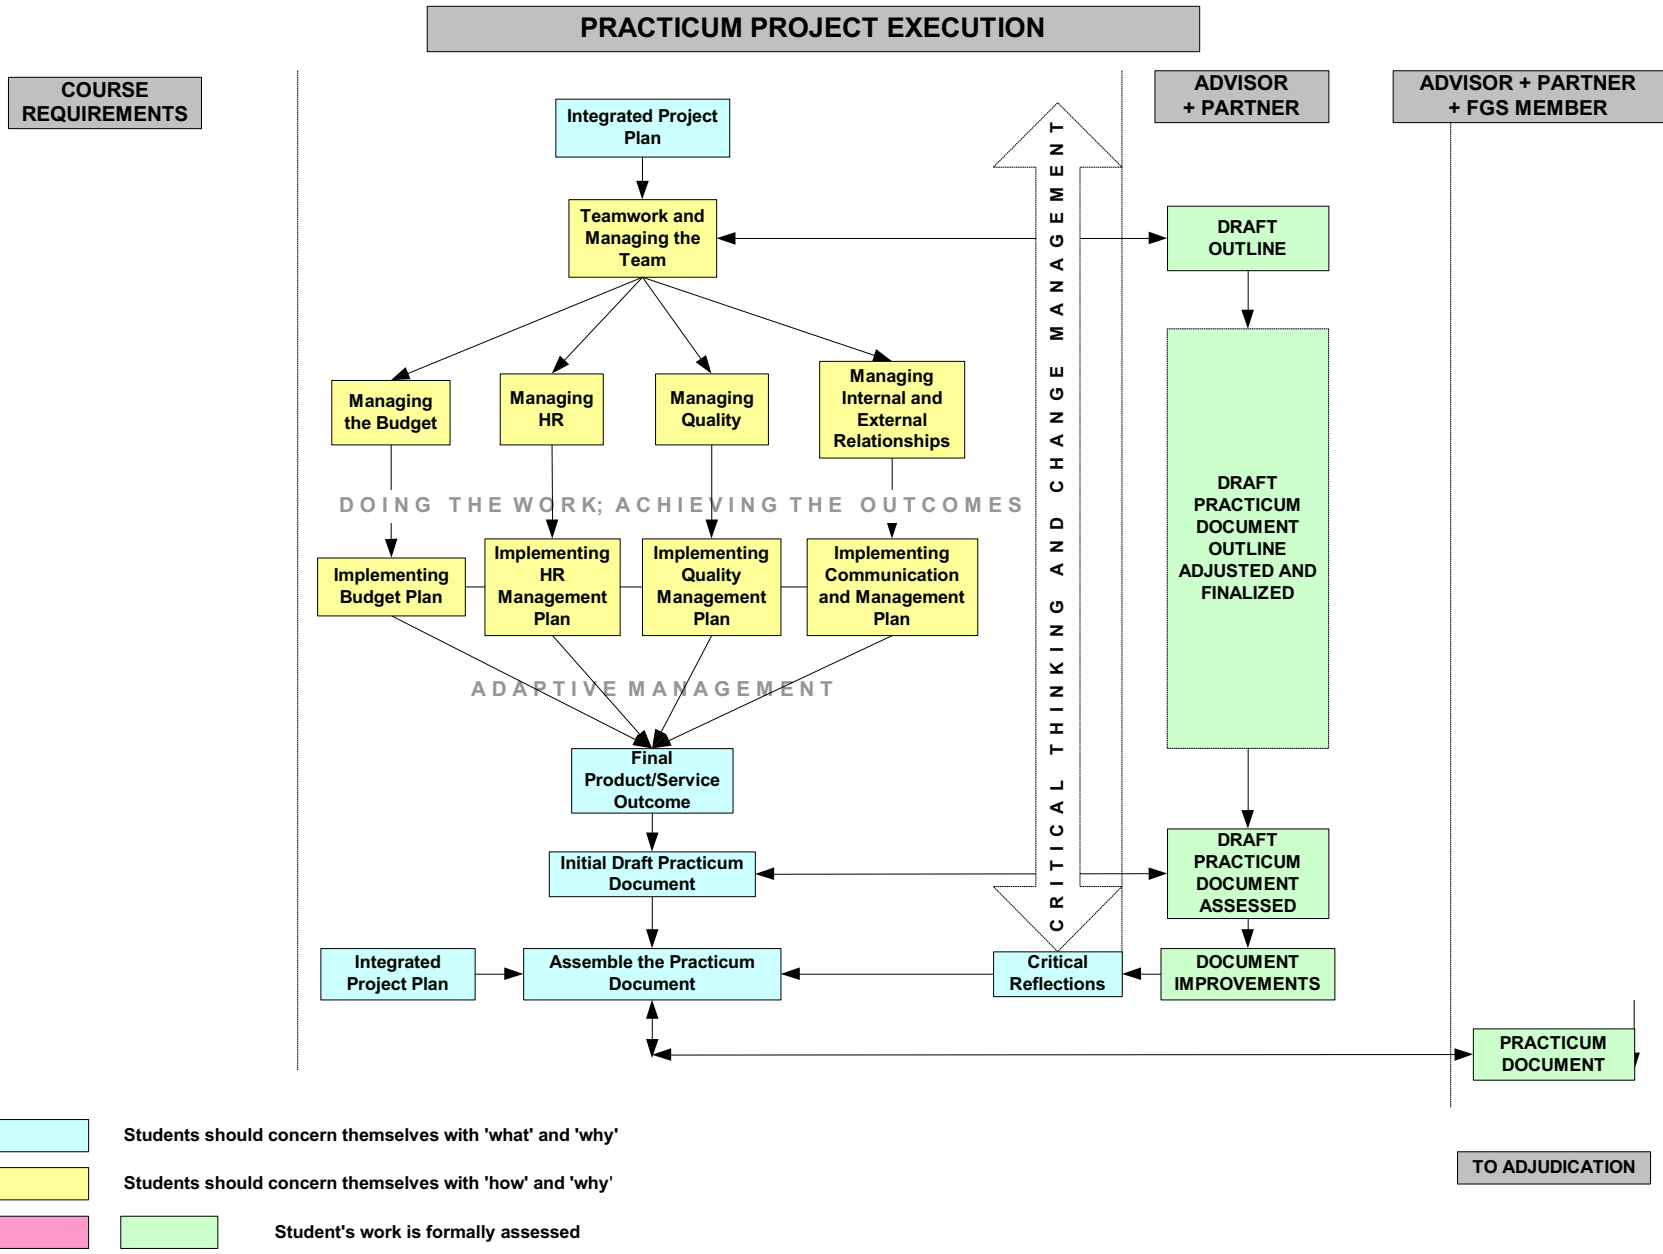 PRACTICUM PROJECT EXECUTION
COURSE
REQUIREMENTS
ADVISOR
+ PARTNER
ADVISOR + PARTNER
+ FGS MEMBER
Integrated Project
Plan
Teamwork and
Managing the
Team
DRAFT
OUTLINE
Managing
the Budget
Managing
HR
Managing
Quality
Managing
Internal and
External
Relationships
DOING THE WORK; ACHIEVING THE OUTCOMES
CRITICAL THINKING AND CHANGE MANAGEMENT
DRAFT
PRACTICUM
DOCUMENT
OUTLINE
ADJUSTED AND
FINALIZED
Implementing
Budget Plan
Implementing
HR
Management
Plan
Implementing
Quality
Management
Plan
Implementing
Communication
and Management
Plan
ADAPTIVE MANAGEMENT
Final
Product/Service
Outcome
Initial Draft Practicum
Document
DRAFT
PRACTICUM
DOCUMENT
ASSESSED
Integrated
Project Plan
Assemble the Practicum
Document
Critical
Reflections
DOCUMENT
IMPROVEMENTS
PRACTICUM
DOCUMENT
Students should concern themselves with 'what' and 'why'
Students should concern themselves with 'how' and 'why'
Student's work is formally assessed
TO ADJUDICATION